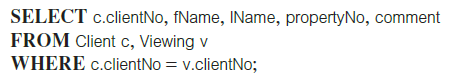 SELECT c.clientNo, fName, lName, propertyNo, comment
FROM Client c, Viewing v
WHERE c.clientNo = v.clientNo;